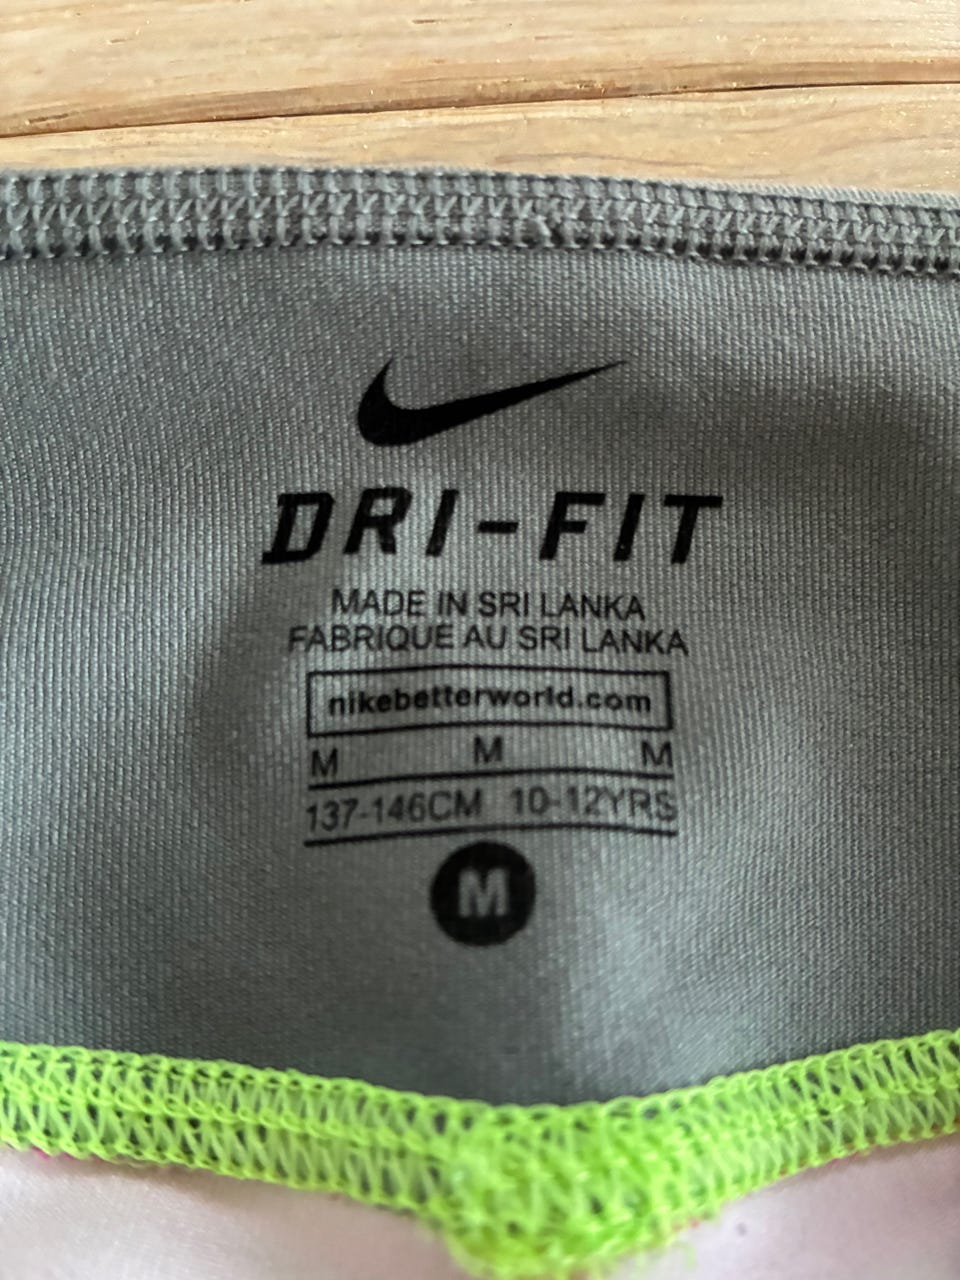 DRI-FIT
MADE IN SRI LANKA
FABRIQUE AU SRI LANKA
nikebetterworld.com
M M M
137-146CM 10-12YRS
M